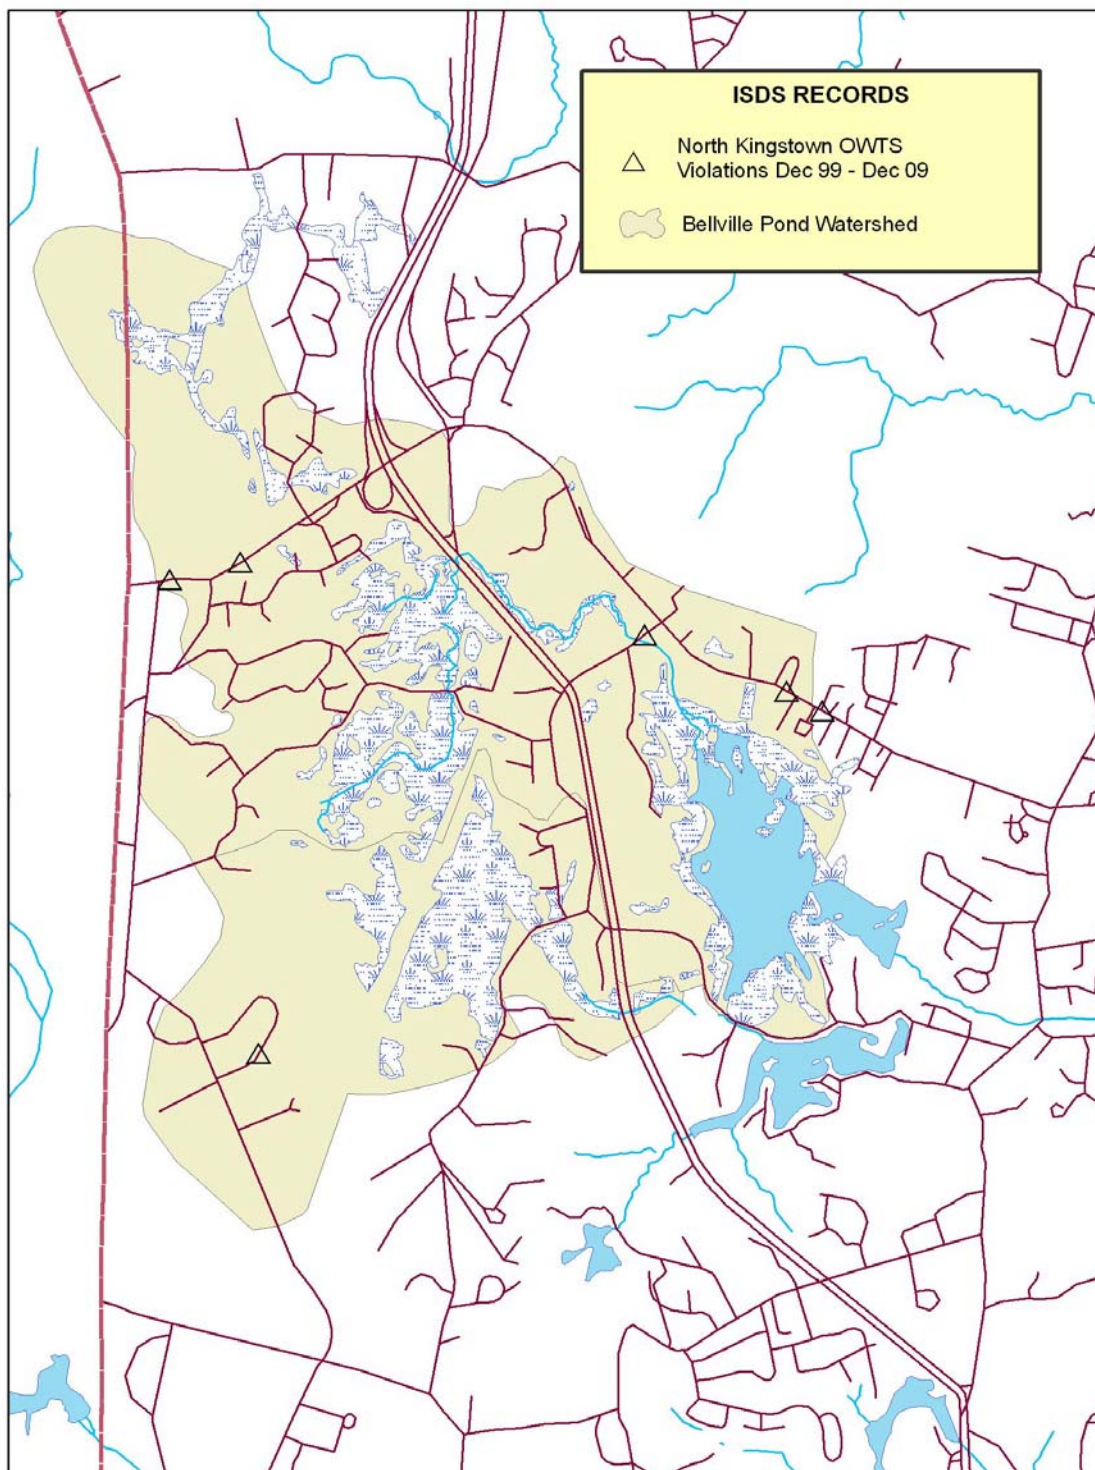 ISDS RECORDS
North Kingstown OWTS
Violations Dec 99 - Dec 09
Bellville Pond Watershed